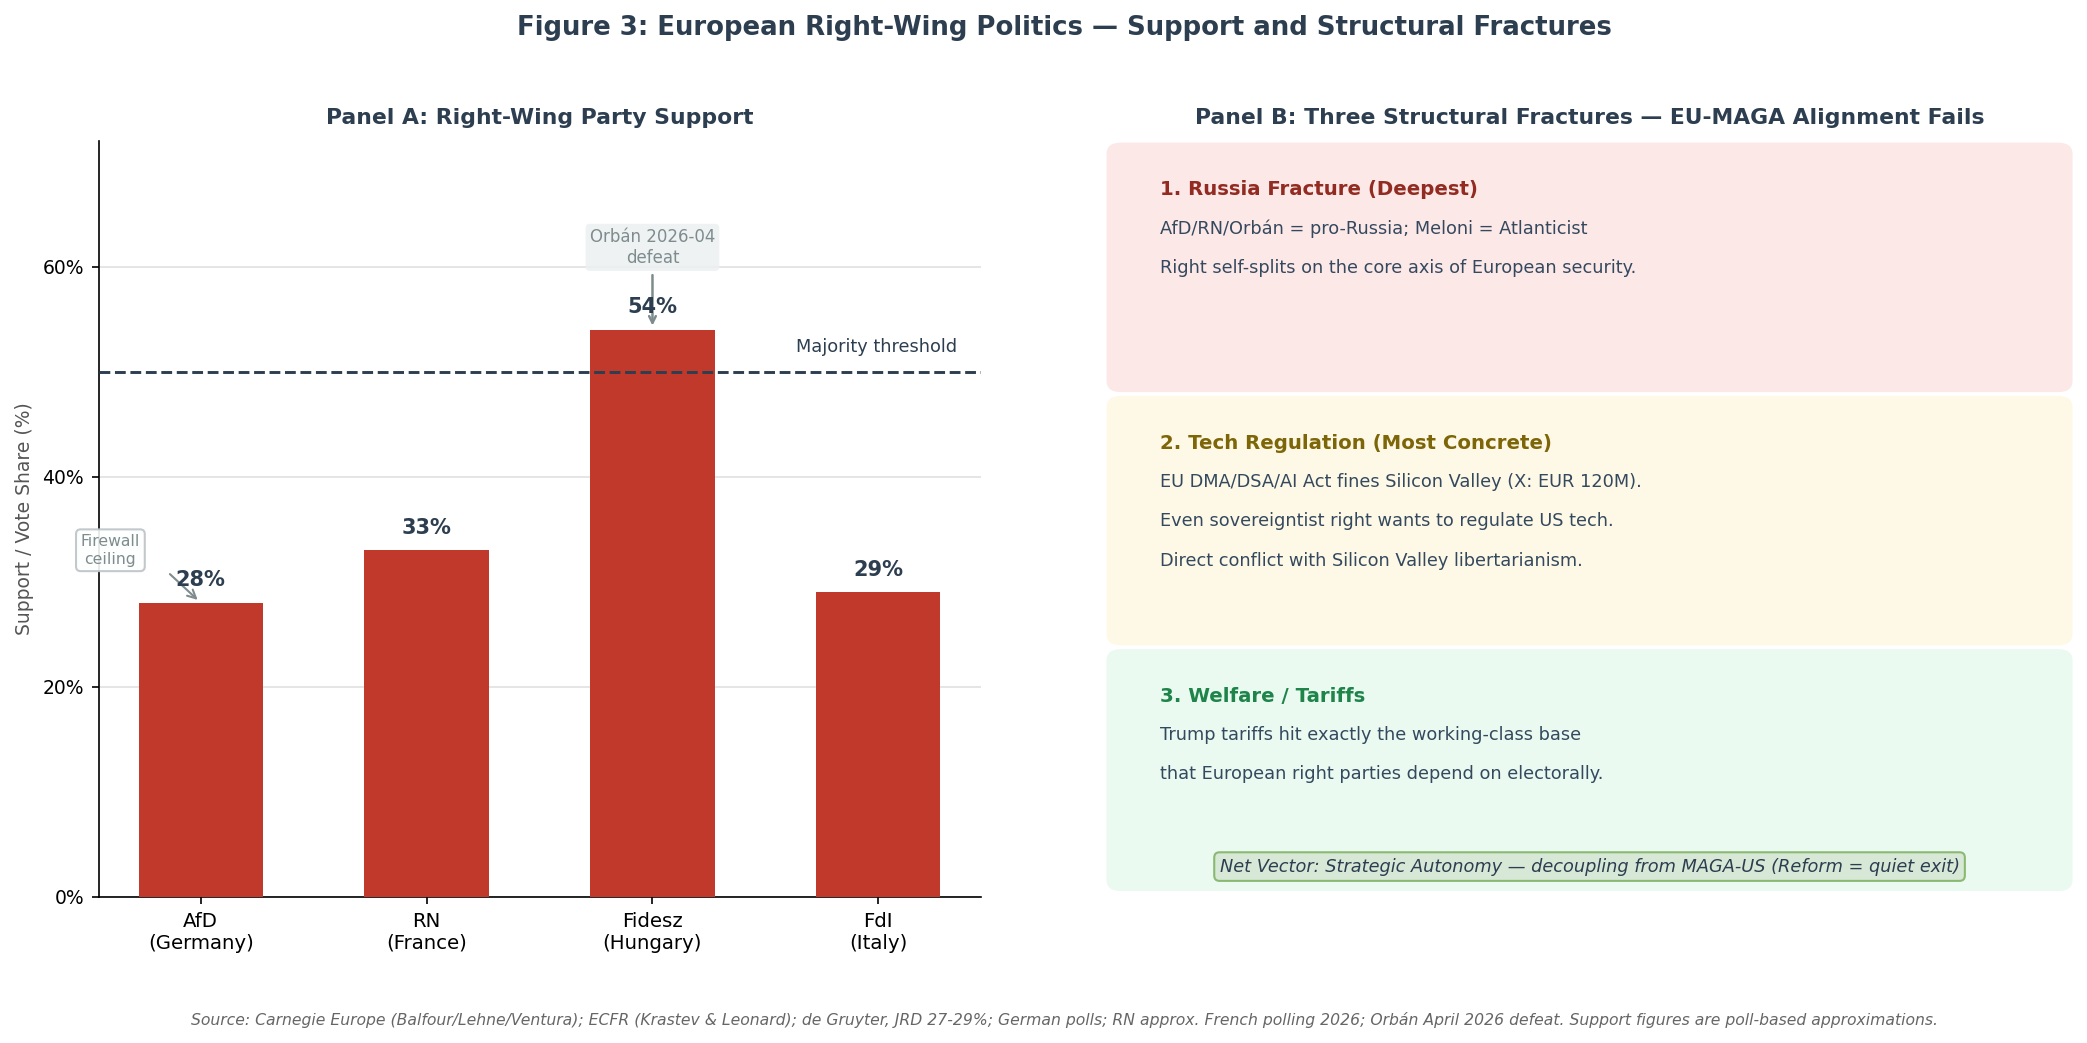 Figure 3: European Right-Wing Politics — Support and Structural Fractures
Panel A: Right-Wing Party Support
Support / Vote Share (%)
60%
40%
20%
0%
Orbán 2026-04
defeat
54%
Majority threshold
Firewall
ceiling
28%
33%
29%
AfD
(Germany)
RN
(France)
Fidesz
(Hungary)
FdI
(Italy)
Panel B: Three Structural Fractures — EU-MAGA Alignment Fails
1. Russia Fracture (Deepest)
AfD/RN/Orbán = pro-Russia; Meloni = Atlanticist
Right self-splits on the core axis of European security.
2. Tech Regulation (Most Concrete)
EU DMA/DSA/AI Act fines Silicon Valley (X: EUR 120M).
Even sovereigntist right wants to regulate US tech.
Direct conflict with Silicon Valley libertarianism.
3. Welfare / Tariffs
Trump tariffs hit exactly the working-class base
that European right parties depend on electorally.
Net Vector: Strategic Autonomy — decoupling from MAGA-US (Reform = quiet exit)
Source: Carnegie Europe (Balfour/Lehne/Ventura); ECFR (Krastev & Leonard); de Gruyter, JRD 27-29%; German polls; RN approx. French polling 2026; Orbán April 2026 defeat. Support figures are poll-based approximations.